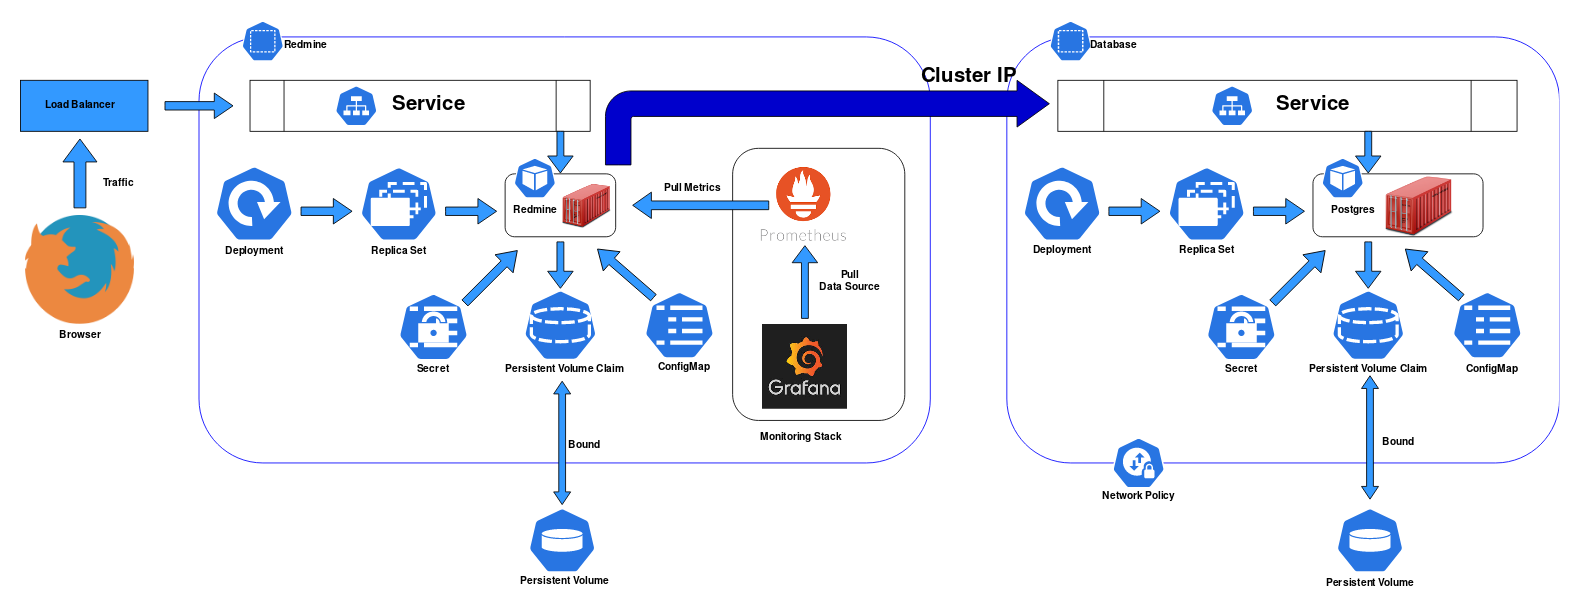 Redmine
Database
Cluster IP
Load Balancer
Service
Service
Traffic
Pull Metrics
Redmine
Postgres
Prometheus
Deployment
Replica Set
Deployment
Replica Set
Pull
Data Source
Browser
Secret
Persistent Volume Claim
ConfigMap
Grafana
Secret
Persistent Volume Claim
ConfigMap
Monitoring Stack
Bound
Bound
Network Policy
Persistent Volume
Persistent Volume